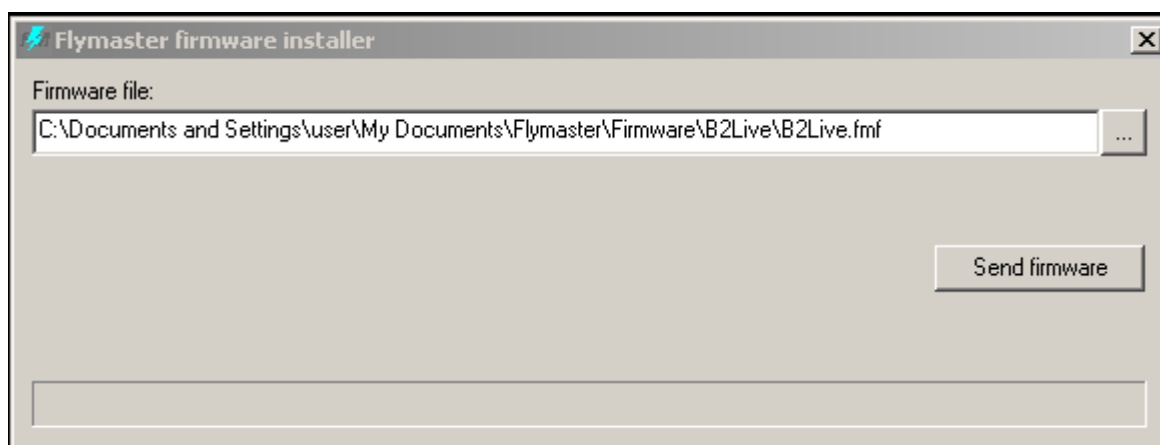 Flymaster firmware installer
Firmware file:
C:\Documents and Settings\user\My Documents\Flymaster\Firmware\B2Live\B2Live.fmf
...
Send firmware